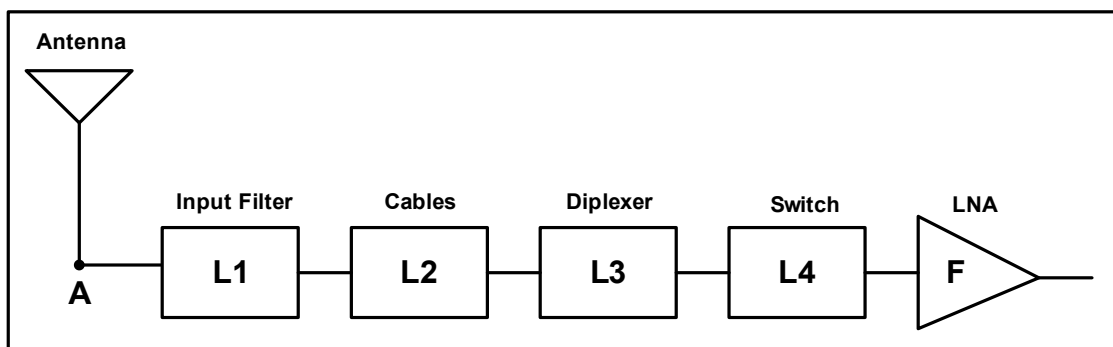 Antenna
Input Filter
Cables
Diplexer
Switch
LNA
A
L1
L2
L3
L4
F